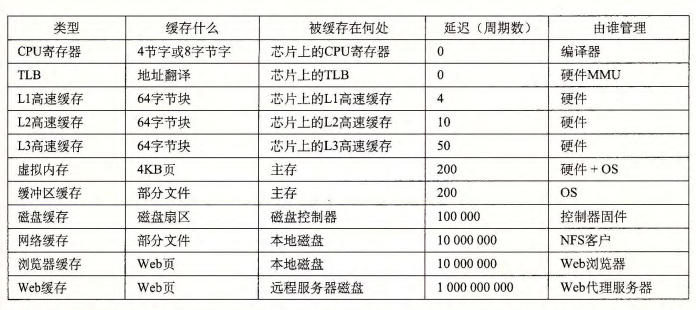 类型 缓存什么 被缓存在何处 延迟（周期数） 由谁管理
CPU寄存器 4节字或8字节字 芯片上的CPU寄存器 0 编译器
TLB 地址翻译 芯片上的TLB 0 硬件MMU
L1高速缓存 64字节块 芯片上的L1高速缓存 4 硬件
L2高速缓存 64字节块 芯片上的L2高速缓存 10 硬件
L3高速缓存 64字节块 芯片上的L3高速缓存 50 硬件
虚拟内存 4KB页 主存 200 硬件 + OS
缓冲区缓存 部分文件 主存 200 OS
磁盘缓存 磁盘扇区 磁盘控制器 100 000 控制器固件
网络缓存 部分文件 本地磁盘 10 000 000 NFS客户
浏览器缓存 Web页 本地磁盘 10 000 000 Web浏览器
Web缓存 Web页 远程服务器磁盘 1 000 000 000 Web代理服务器